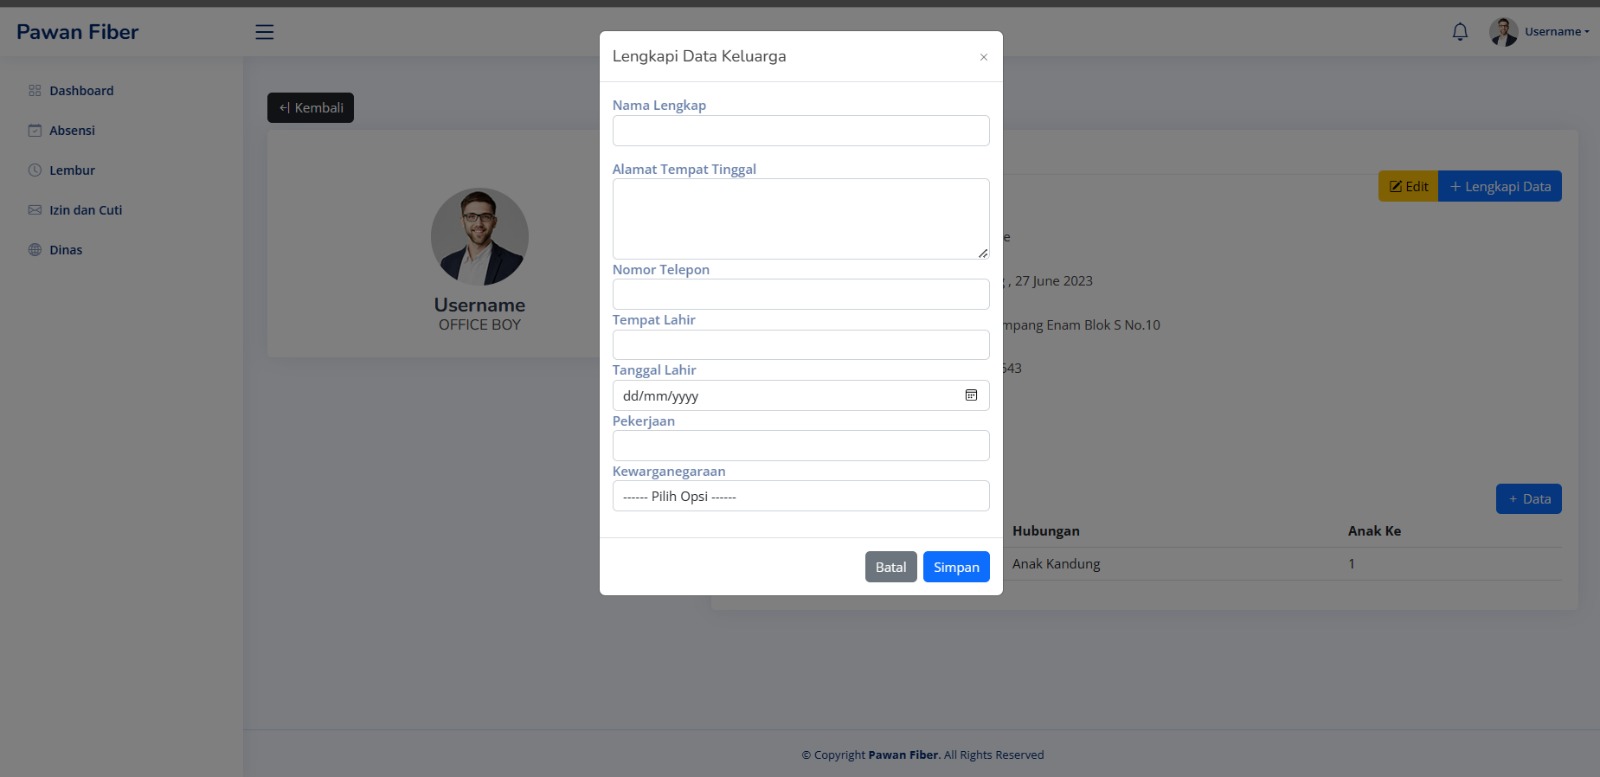 Pawan Fiber
Username
Dashboard
Absensi
Lembur
Izin dan Cuti
Dinas
Kembali
Username
OFFICE BOY
Lengkapi Data Keluarga
×
Nama Lengkap
Alamat Tempat Tinggal
Nomor Telepon
Tempat Lahir
Tanggal Lahir
dd/mm/yyyy
Pekerjaan
Kewarganegaraan
------ Pilih Opsi ------
Batal Simpan
Edit + Lengkapi Data
, 27 June 2023
Enam Blok S No.10
+ Data
Hubungan Anak Ke
Anak Kandung 1
© Copyright Pawan Fiber. All Rights Reserved